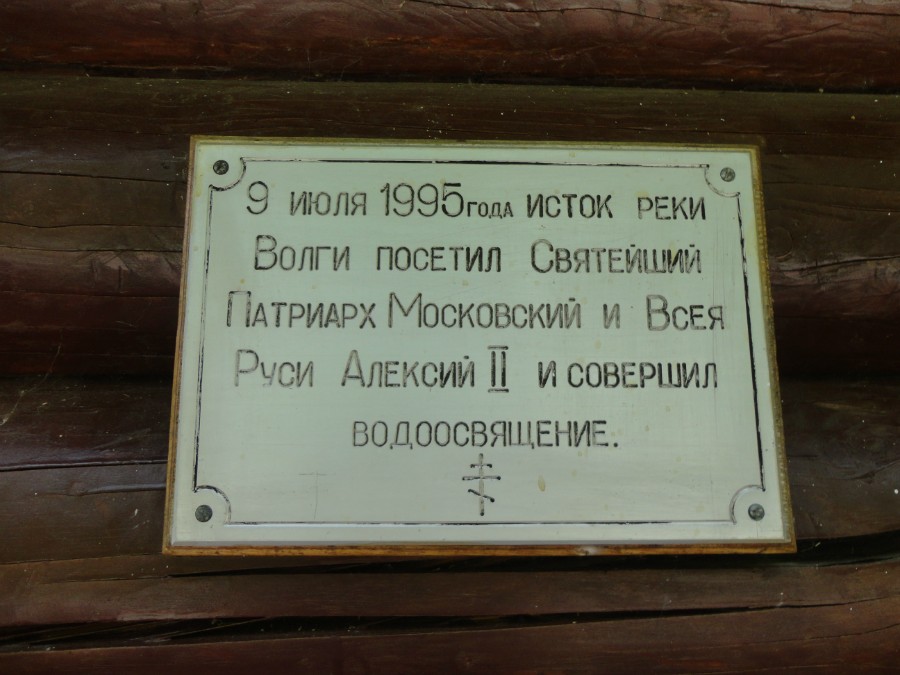 9 июля 1995 года исток реки
Волги посетил Святейший
Патриарх Московский и Всея
Руси Алексий II и совершил
водоосвящение.